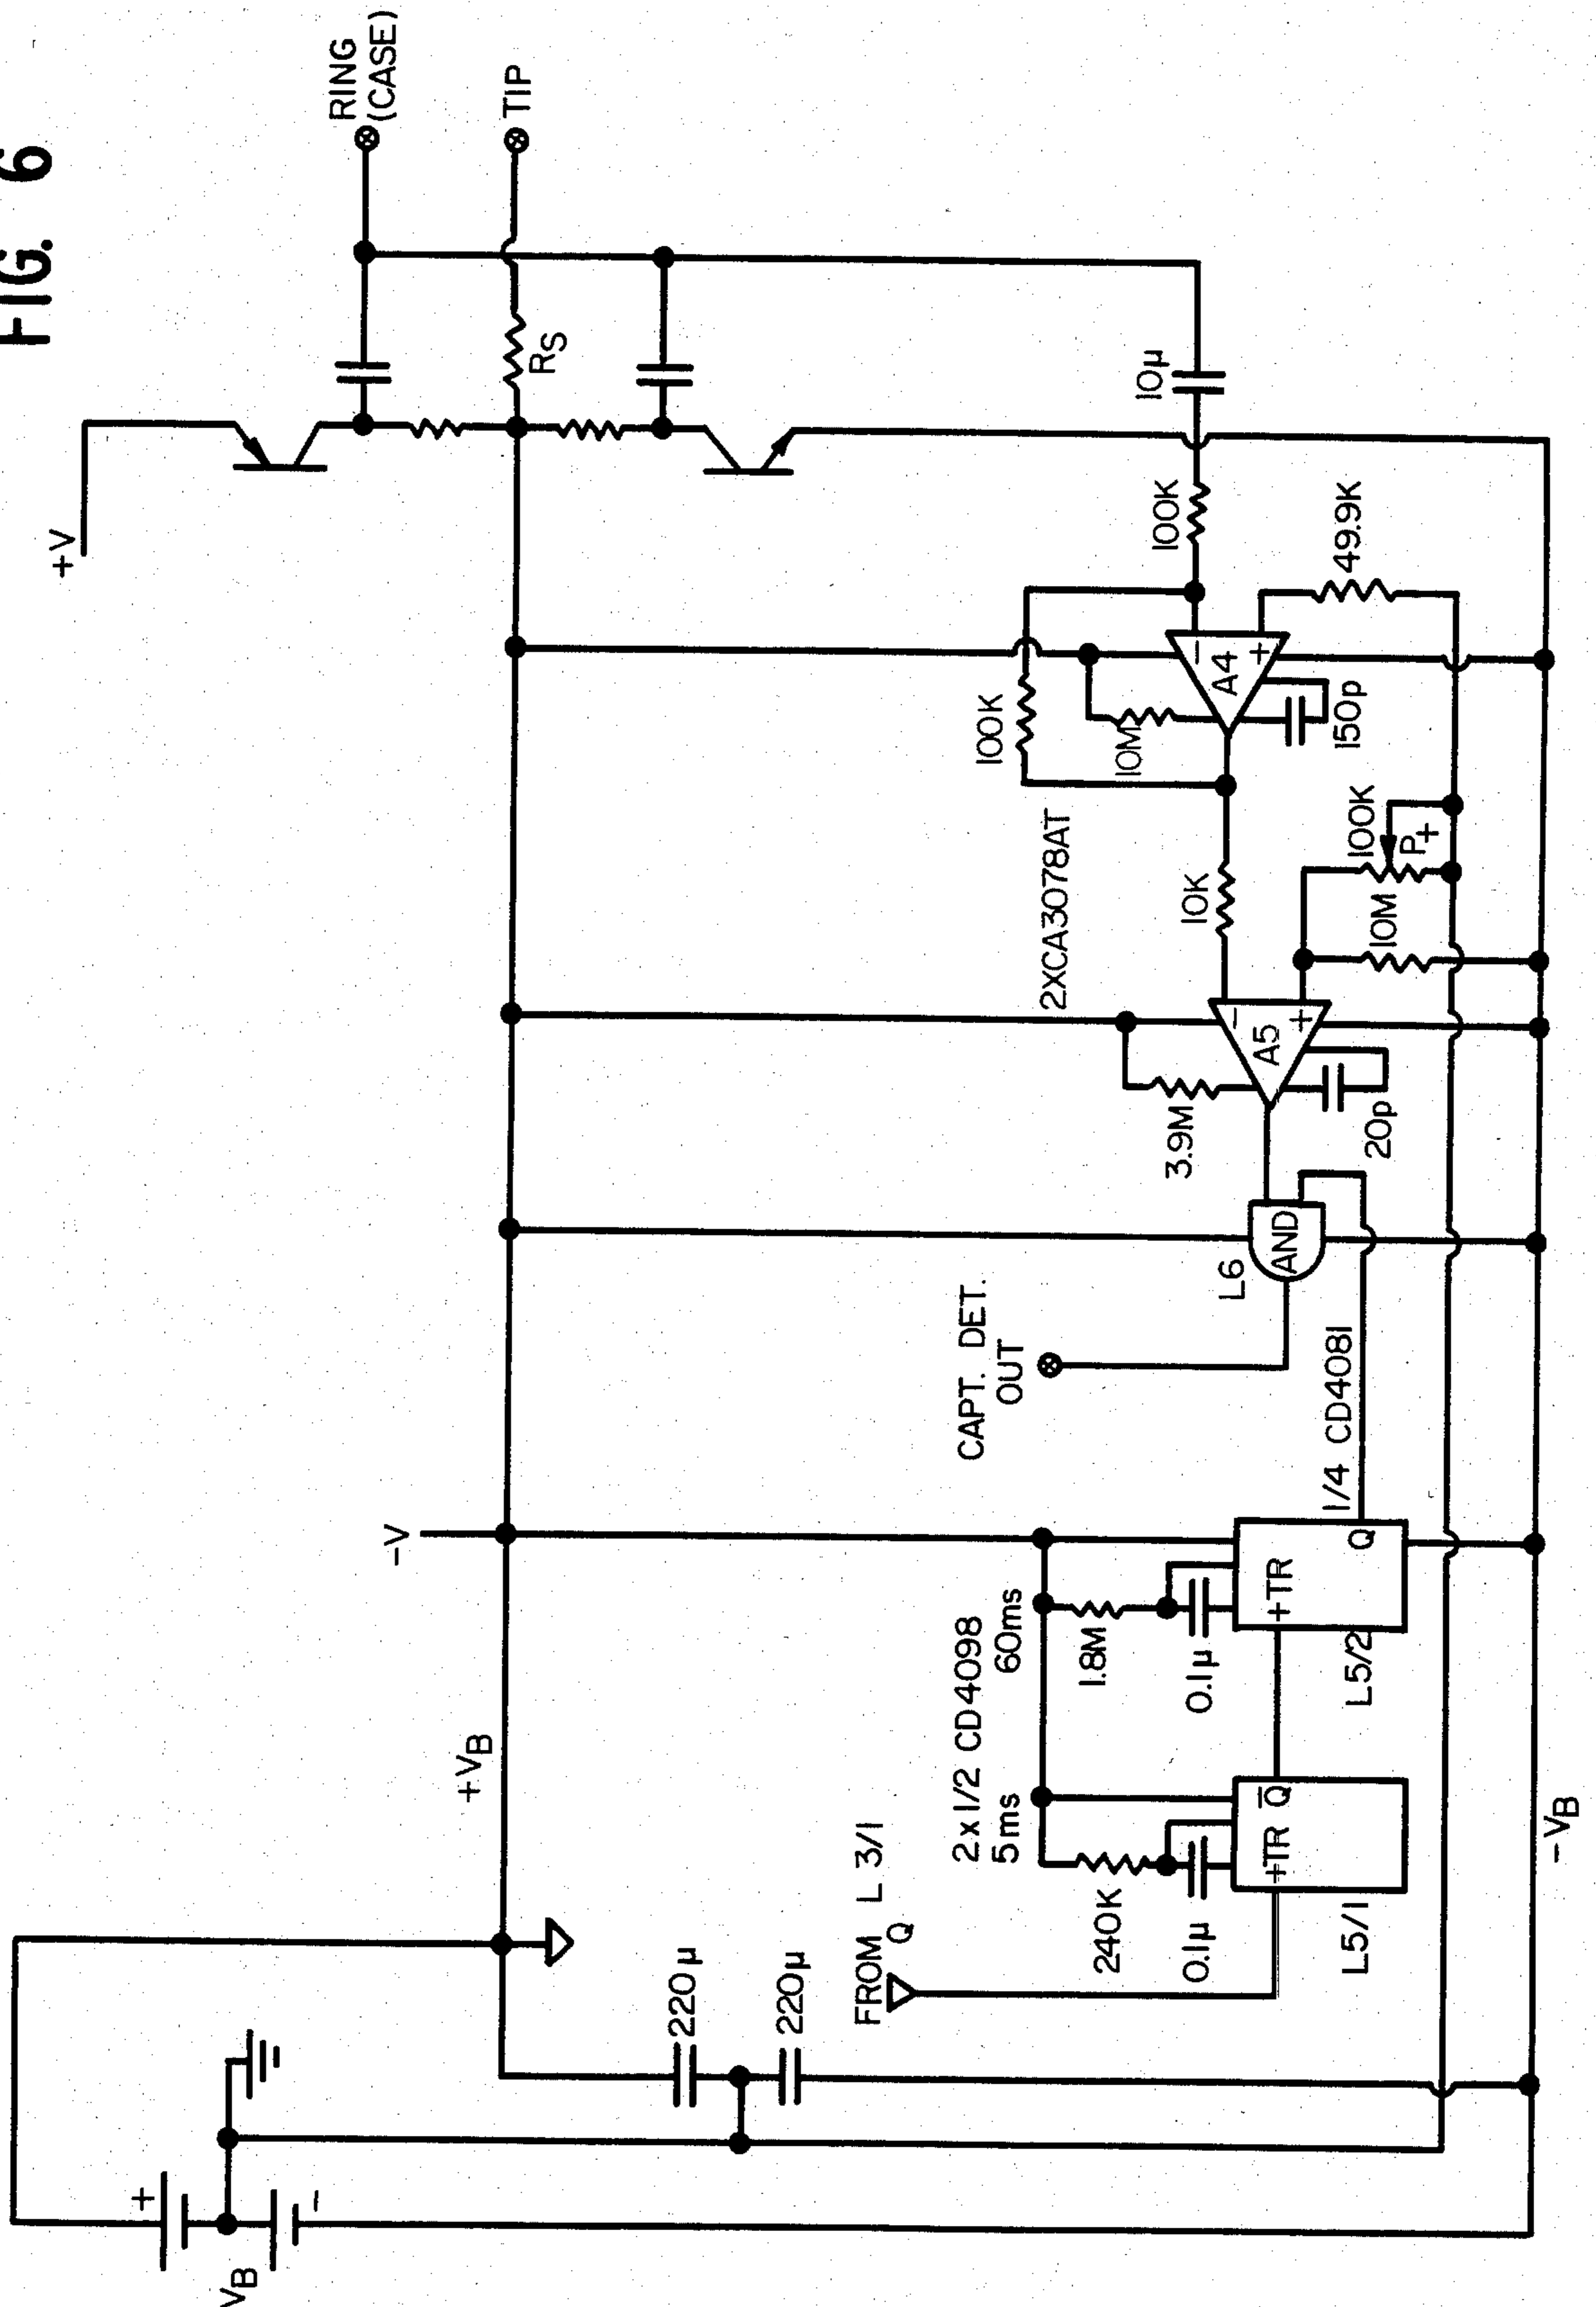 FIG. 6
RING
(CASE)
TIP
+V
RS
10μ
100K
49.9K
100K
−
+
A4
10M
150p
2XCA3078AT
10K
100K
P+
10M
−
+
A5
3.9M
20p
AND
L6
CAPT. DET.
OUT
1/4 CD4081
−V
2x1/2 CD4098
60ms
1.8M
0.1μ
+TR
Q
L5/2
+VB
5ms
240K
0.1μ
+TR
Q̅
L5/1
−VB
FROM L 3/1
Q
220μ
220μ
+
−
VB